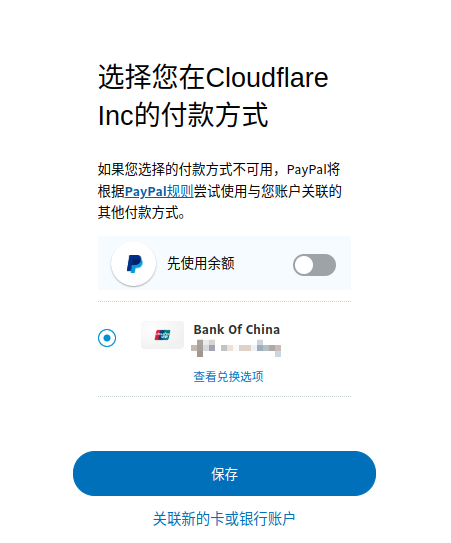 选择您在Cloudflare
Inc的付款方式
如果您选择的付款方式不可用，PayPal将
根据PayPal规则尝试使用与您账户关联的
其他付款方式。
先使用余额
Bank Of China
查看兑换选项
保存
关联新的卡或银行账户